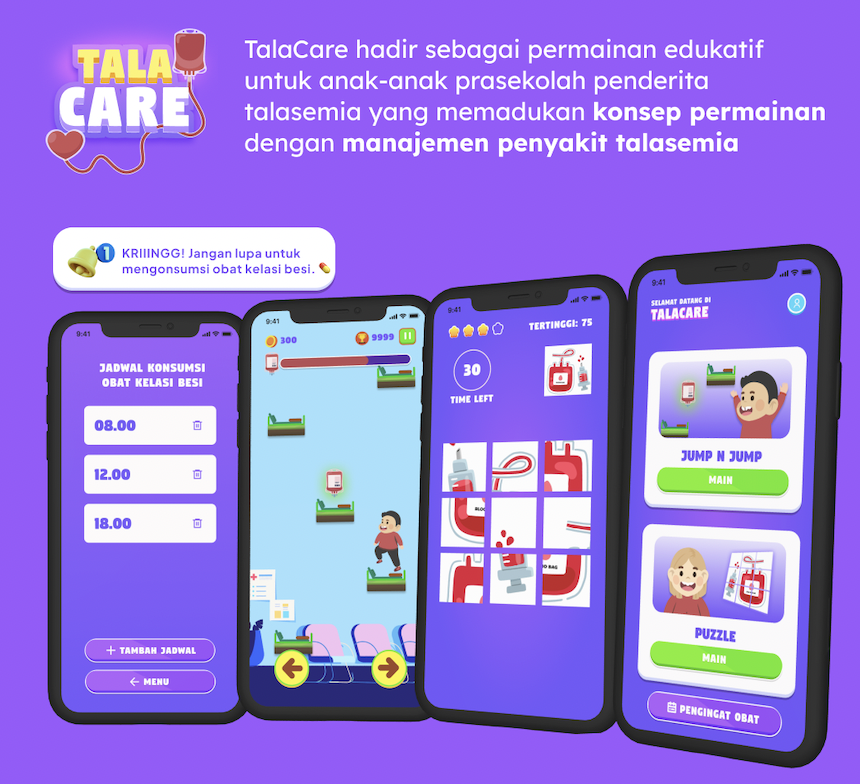 TALA
CARE
TalaCare hadir sebagai permainan edukatif
untuk anak-anak prasekolah penderita
talasemia yang memadukan konsep permainan
dengan manajemen penyakit talasemia
1
KRIIINGG! Jangan lupa untuk
mengonsumsi obat kelasi besi.
9:41
JADWAL KONSUMSI
OBAT KELASI BESI
08.00
12.00
18.00
+ TAMBAH JADWAL
← MENU
9:41
300
9999
9:41
TERTINGGI: 75
30
TIME LEFT
9:41
SELAMAT DATANG DI
TALACARE
JUMP N JUMP
MAIN
PUZZLE
MAIN
PENGINGAT OBAT